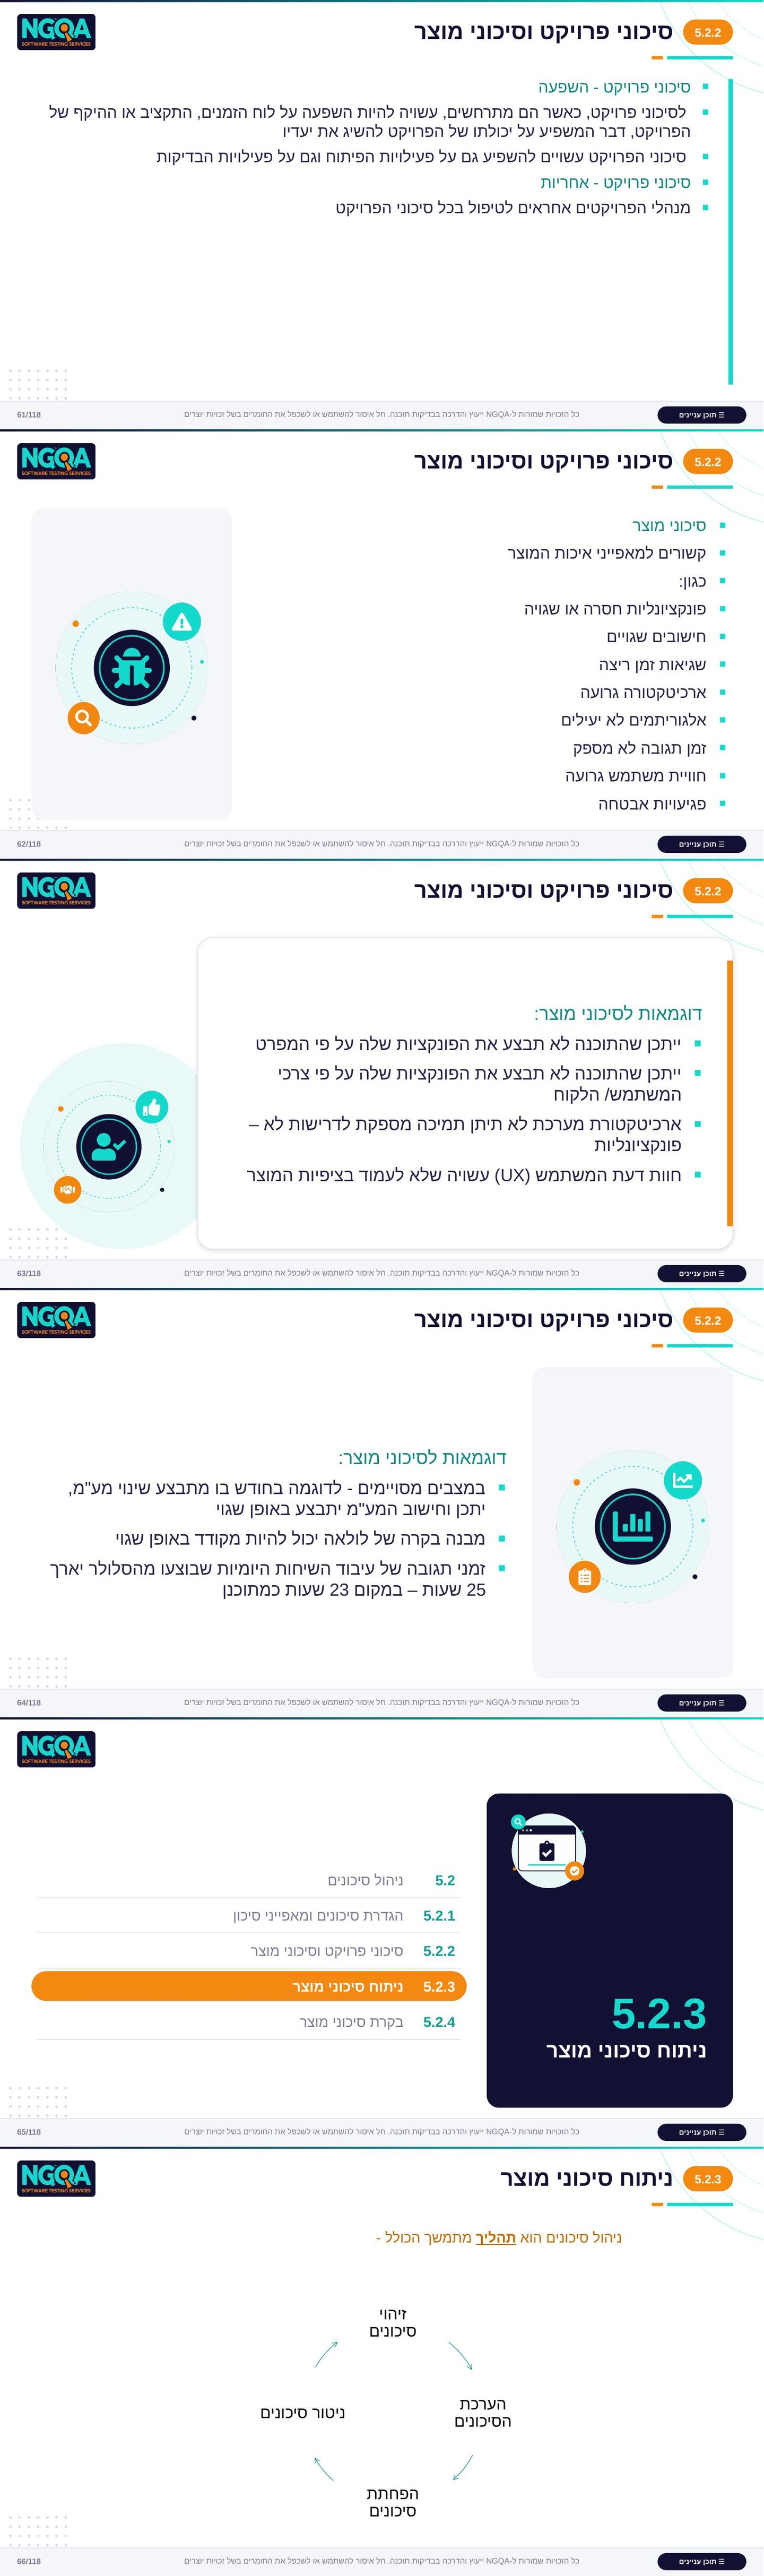 NGQA
SOFTWARE TESTING SERVICES
5.2.2 סיכוני פרויקט וסיכוני מוצר
סיכוני פרויקט - השפעה
לסיכוני פרויקט, כאשר הם מתרחשים, עשויה להיות השפעה על לוח הזמנים, התקציב או ההיקף של
הפרויקט, דבר המשפיע על יכולתו של הפרויקט להשיג את יעדיו
סיכוני הפרויקט עשויים להשפיע גם על פעילויות הפיתוח וגם על פעילויות הבדיקות
סיכוני פרויקט - אחריות
מנהלי הפרויקטים אחראים לטיפול בכל סיכוני הפרויקט
☰ תוכן עניינים
כל הזכויות שמורות ל-NGQA ייעוץ והדרכה בבדיקות תוכנה. חל איסור להשתמש או לשכפל את החומרים בשל זכויות יוצרים
61/118
NGQA
SOFTWARE TESTING SERVICES
5.2.2 סיכוני פרויקט וסיכוני מוצר
סיכוני מוצר
קשורים למאפייני איכות המוצר
כגון:
פונקציונליות חסרה או שגויה
חישובים שגויים
שגיאות זמן ריצה
ארכיטקטורה גרועה
אלגוריתמים לא יעילים
זמן תגובה לא מספק
חוויית משתמש גרועה
פגיעויות אבטחה
☰ תוכן עניינים
כל הזכויות שמורות ל-NGQA ייעוץ והדרכה בבדיקות תוכנה. חל איסור להשתמש או לשכפל את החומרים בשל זכויות יוצרים
62/118
NGQA
SOFTWARE TESTING SERVICES
5.2.2 סיכוני פרויקט וסיכוני מוצר
דוגמאות לסיכוני מוצר:
ייתכן שהתוכנה לא תבצע את הפונקציות שלה על פי המפרט
ייתכן שהתוכנה לא תבצע את הפונקציות שלה על פי צרכי
המשתמש/ הלקוח
ארכיטקטורת מערכת לא תיתן תמיכה מספקת לדרישות לא –
פונקציונליות
חוות דעת המשתמש (UX) עשויה שלא לעמוד בציפיות המוצר
☰ תוכן עניינים
כל הזכויות שמורות ל-NGQA ייעוץ והדרכה בבדיקות תוכנה. חל איסור להשתמש או לשכפל את החומרים בשל זכויות יוצרים
63/118
NGQA
SOFTWARE TESTING SERVICES
5.2.2 סיכוני פרויקט וסיכוני מוצר
דוגמאות לסיכוני מוצר:
במצבים מסויימים - לדוגמה בחודש בו מתבצע שינוי מע"מ,
יתכן וחישוב המע"מ יתבצע באופן שגוי
מבנה בקרה של לולאה יכול להיות מקודד באופן שגוי
זמני תגובה של עיבוד השיחות היומיות שבוצעו מהסלולר יארך
25 שעות – במקום 23 שעות כמתוכנן
☰ תוכן עניינים
כל הזכויות שמורות ל-NGQA ייעוץ והדרכה בבדיקות תוכנה. חל איסור להשתמש או לשכפל את החומרים בשל זכויות יוצרים
64/118
NGQA
SOFTWARE TESTING SERVICES
5.2.3
ניתוח סיכוני מוצר
5.2 ניהול סיכונים
5.2.1 הגדרת סיכונים ומאפייני סיכון
5.2.2 סיכוני פרויקט וסיכוני מוצר
5.2.3 ניתוח סיכוני מוצר
5.2.4 בקרת סיכוני מוצר
☰ תוכן עניינים
כל הזכויות שמורות ל-NGQA ייעוץ והדרכה בבדיקות תוכנה. חל איסור להשתמש או לשכפל את החומרים בשל זכויות יוצרים
65/118
NGQA
SOFTWARE TESTING SERVICES
5.2.3 ניתוח סיכוני מוצר
ניהול סיכונים הוא תהליך מתמשך הכולל -
זיהוי
סיכונים
הערכת
הסיכונים
הפחתת
סיכונים
ניטור סיכונים
☰ תוכן עניינים
כל הזכויות שמורות ל-NGQA ייעוץ והדרכה בבדיקות תוכנה. חל איסור להשתמש או לשכפל את החומרים בשל זכויות יוצרים
66/118